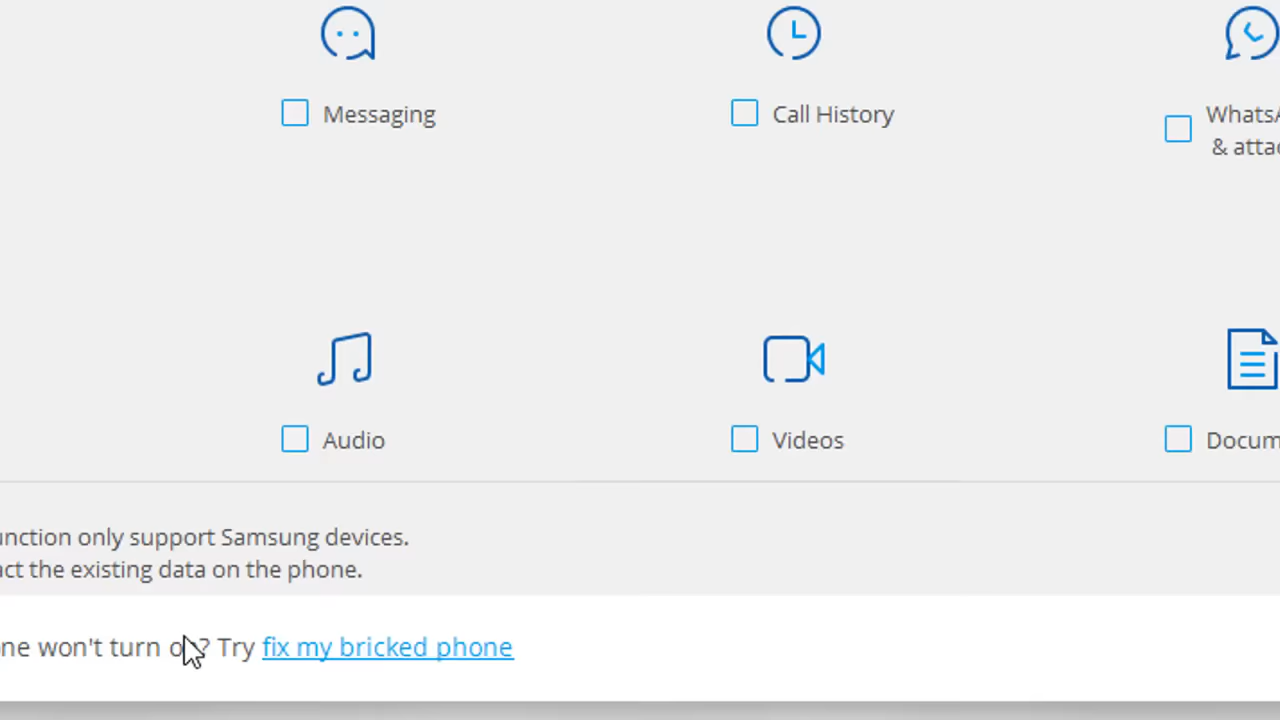 Messaging
Call History
Whats
& atta
Audio
Videos
Docum
unction only support Samsung devices.
act the existing data on the phone.
ne won't turn ? Try fix my bricked phone